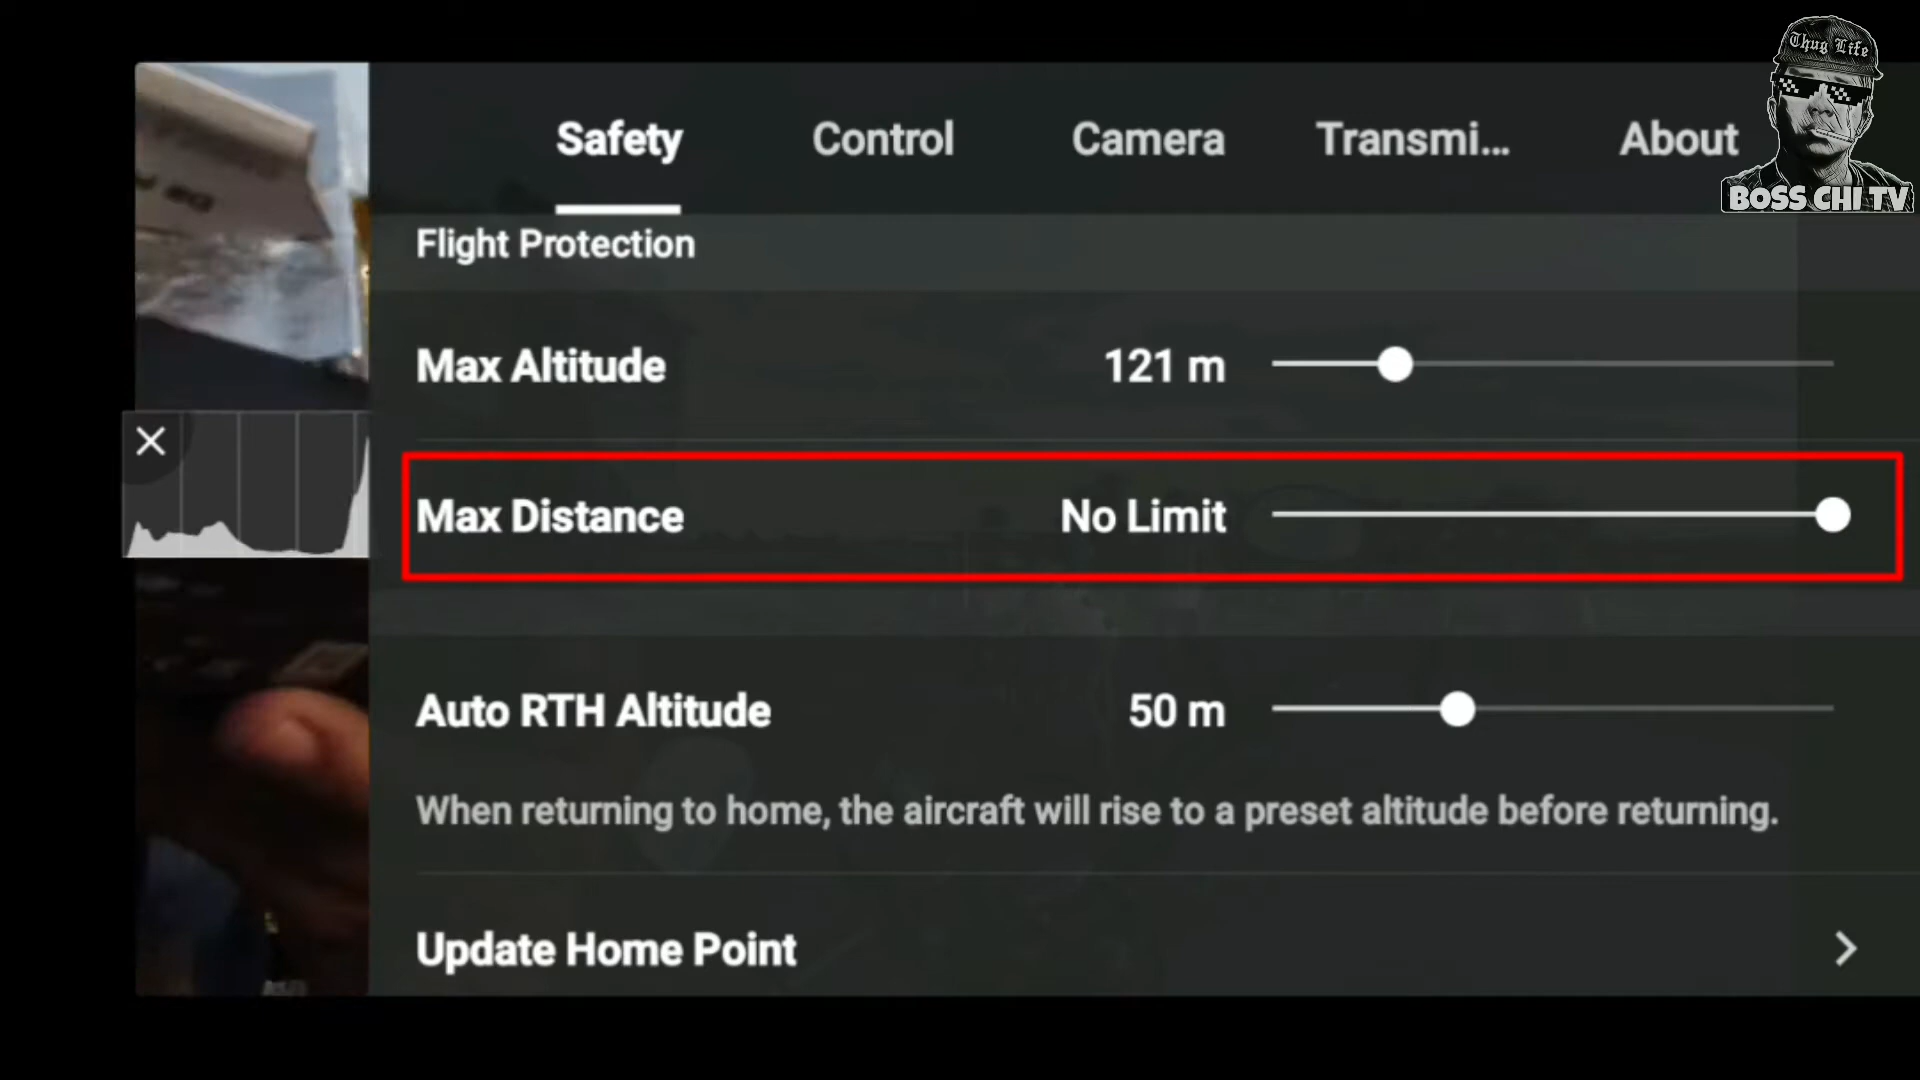 Thug Life
Safety Control Camera Transmi... About
BOSS CHI TV
Flight Protection
Max Altitude 121 m
Max Distance No Limit
Auto RTH Altitude 50 m
When returning to home, the aircraft will rise to a preset altitude before returning.
Update Home Point